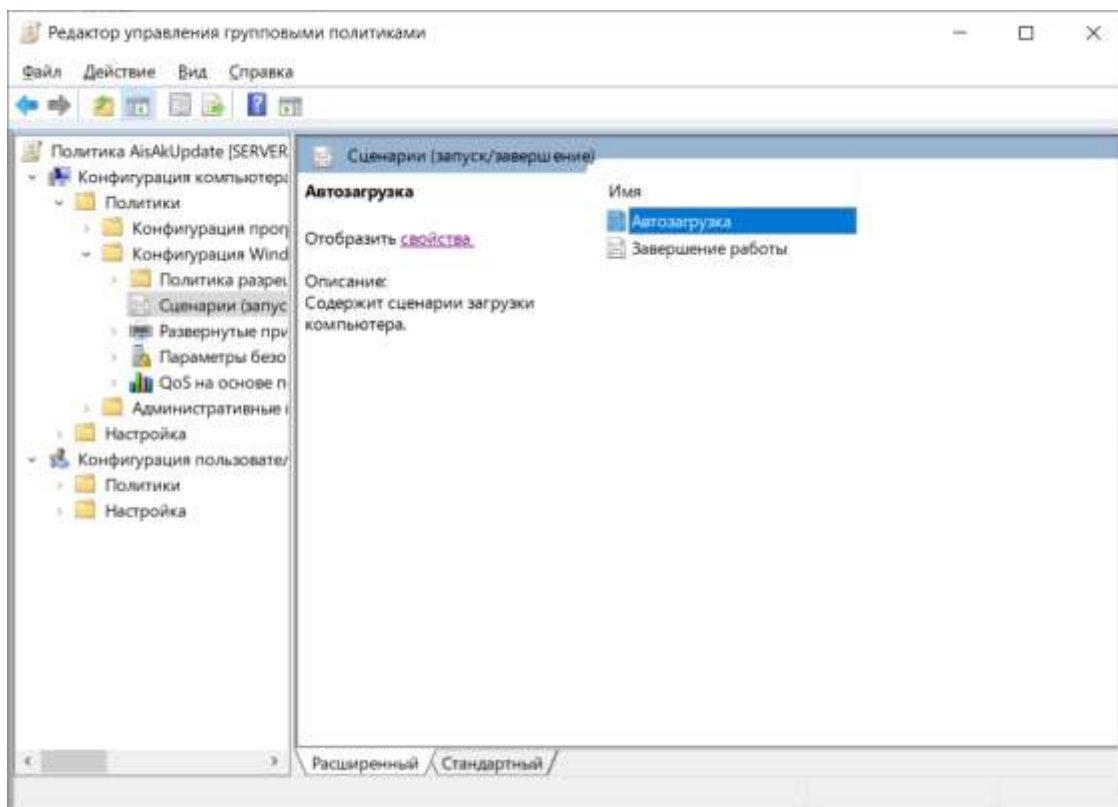 Редактор управления групповыми политиками
Файл Действие Вид Справка
Политика AisAkUpdate [SERVER
Конфигурация компьютера
Политики
Конфигурация прог
Конфигурация Wind
Политика разреш
Сценарии (запус
Развернутые при
Параметры безо
QoS на основе п
Административные
Настройка
Конфигурация пользовател
Политики
Настройка
Сценарии (запуск/завершение)
Автозагрузка
Отобразить свойства
Описание:
Содержит сценарии загрузки
компьютера.
Имя
Автозагрузка
Завершение работы
Расширенный Стандартный